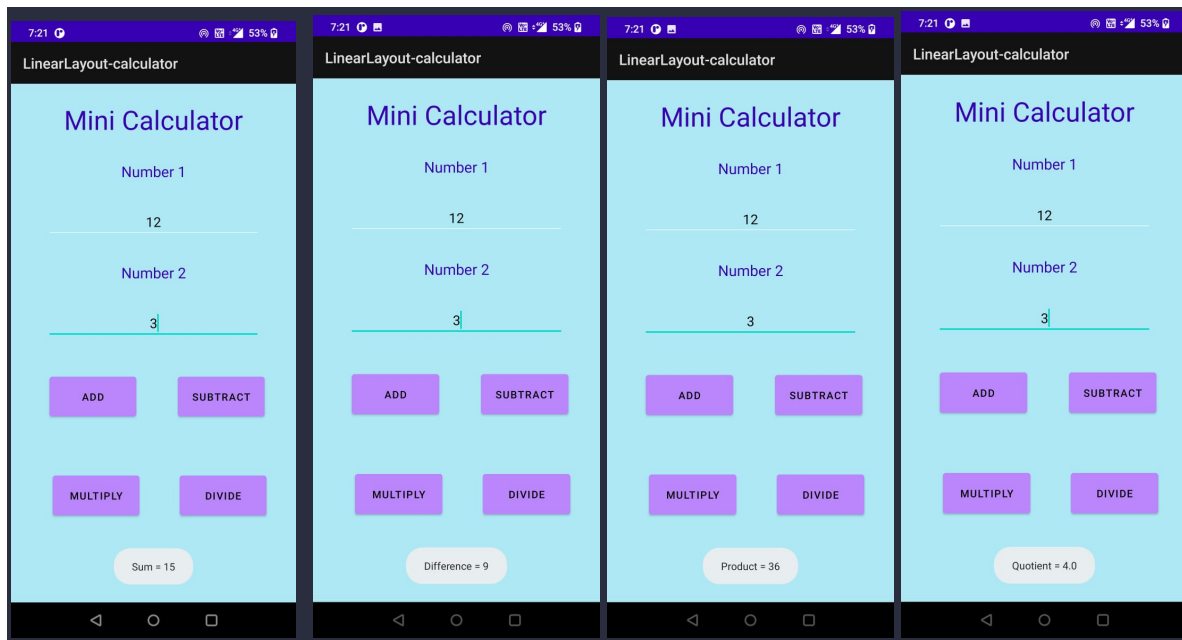 7:21 53%
LinearLayout-calculator
Mini Calculator
Number 1
12
Number 2
3
ADD SUBTRACT
MULTIPLY DIVIDE
Sum = 15
7:21 53%
LinearLayout-calculator
Mini Calculator
Number 1
12
Number 2
3
ADD SUBTRACT
MULTIPLY DIVIDE
Difference = 9
7:21 53%
LinearLayout-calculator
Mini Calculator
Number 1
12
Number 2
3
ADD SUBTRACT
MULTIPLY DIVIDE
Product = 36
7:21 53%
LinearLayout-calculator
Mini Calculator
Number 1
12
Number 2
3
ADD SUBTRACT
MULTIPLY DIVIDE
Quotient = 4.0